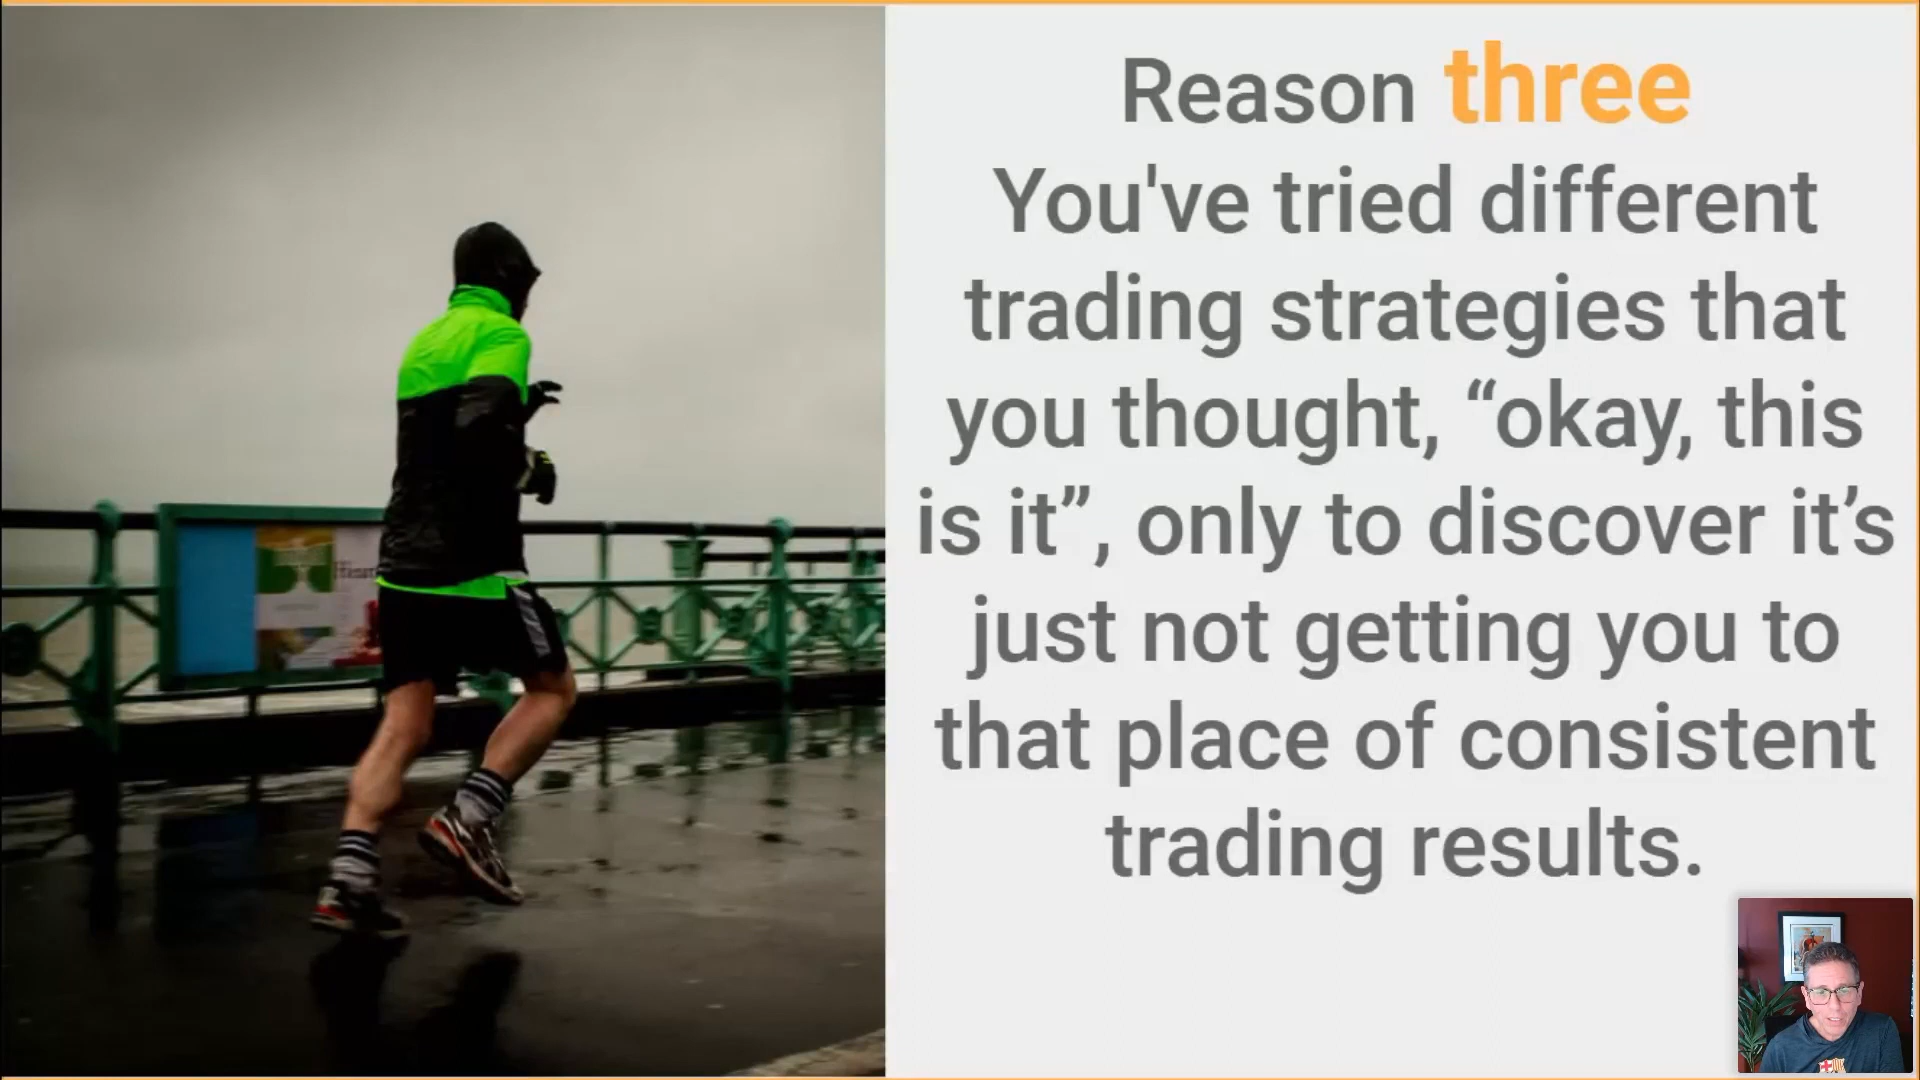 Reason three
You've tried different
trading strategies that
you thought, “okay, this
is it”, only to discover it’s
just not getting you to
that place of consistent
trading results.